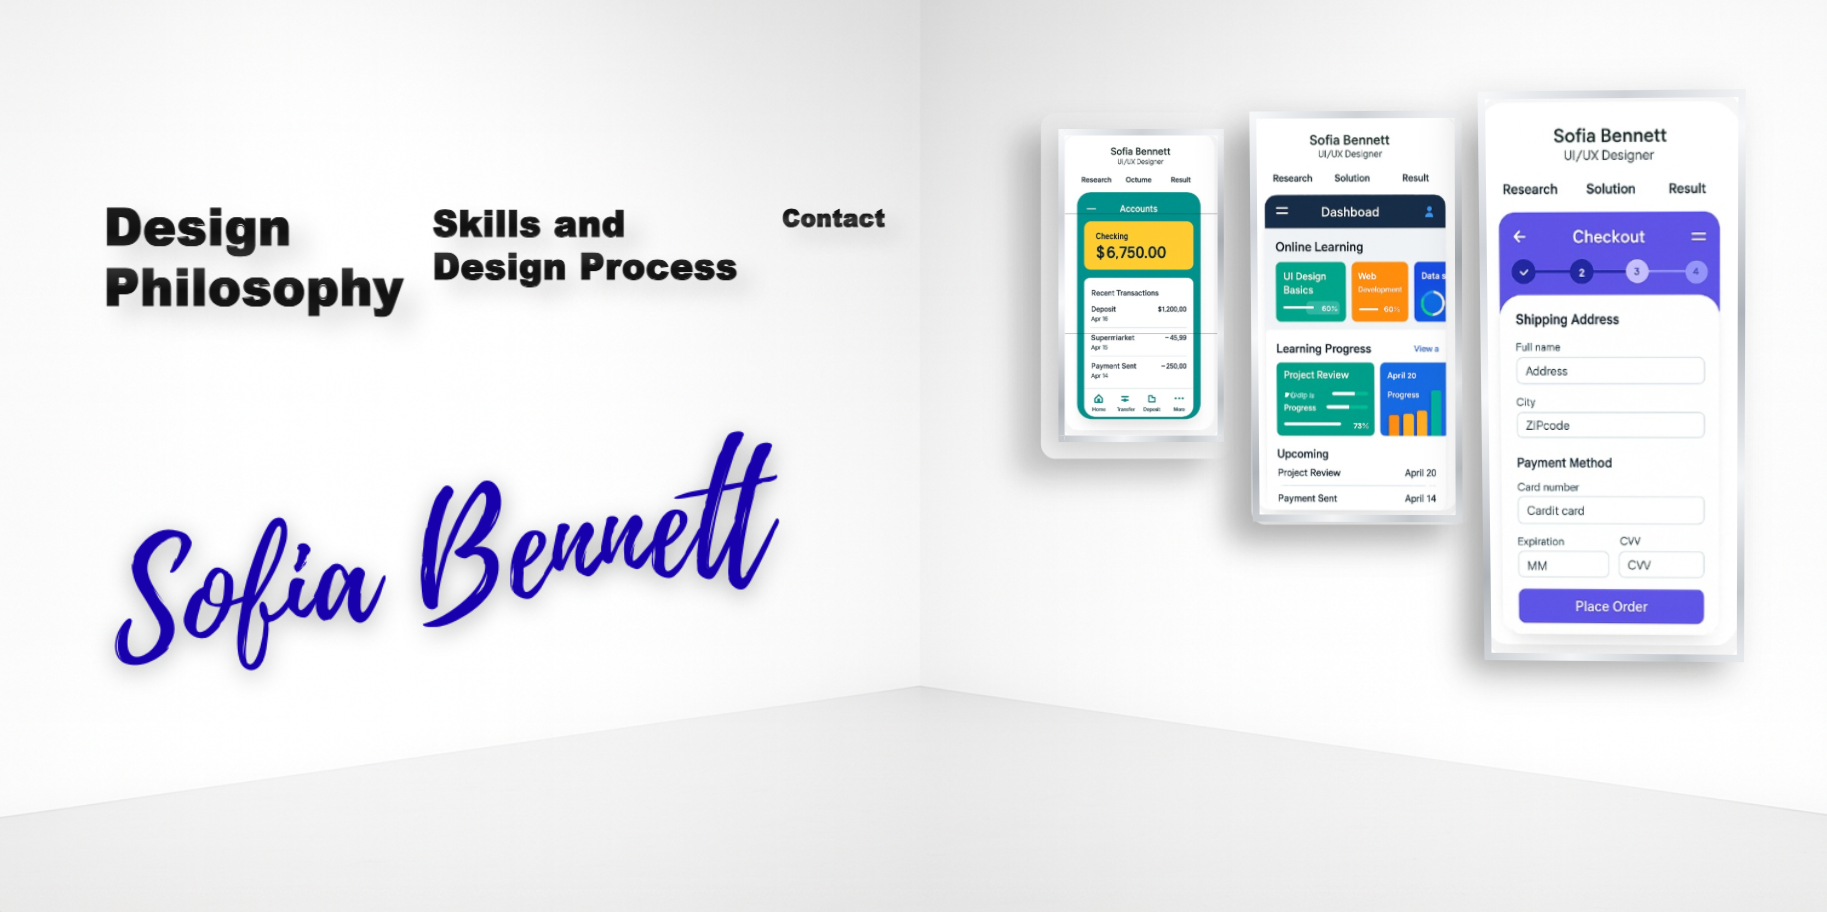 Design
Philosophy
Skills and
Design Process
Contact
Sofia Bennett
Sofia Bennett
UI/UX Designer
Research Octume Result
Accounts
Checking
$6,750.00
Recent Transactions
Deposit $1,200,00
Apr 16
Supermiarket -45,99
Apr 15
Payment Sent -250,00
Apr 14
Home Transfer Deposit More
Sofia Bennett
UI/UX Designer
Research Solution Result
Dashboad
Online Learning
UI Design
Basics
60%
Web
Development
60%
Data s
Learning Progress View a
Project Review
Progress
73%
April 20
Progress
Upcoming
Project Review April 20
Payment Sent April 14
Sofia Bennett
UI/UX Designer
Research Solution Result
Checkout
2 3 4
Shipping Address
Full name
Address
City
ZIPcode
Payment Method
Card number
Cardit card
Expiration CVV
MM CVV
Place Order